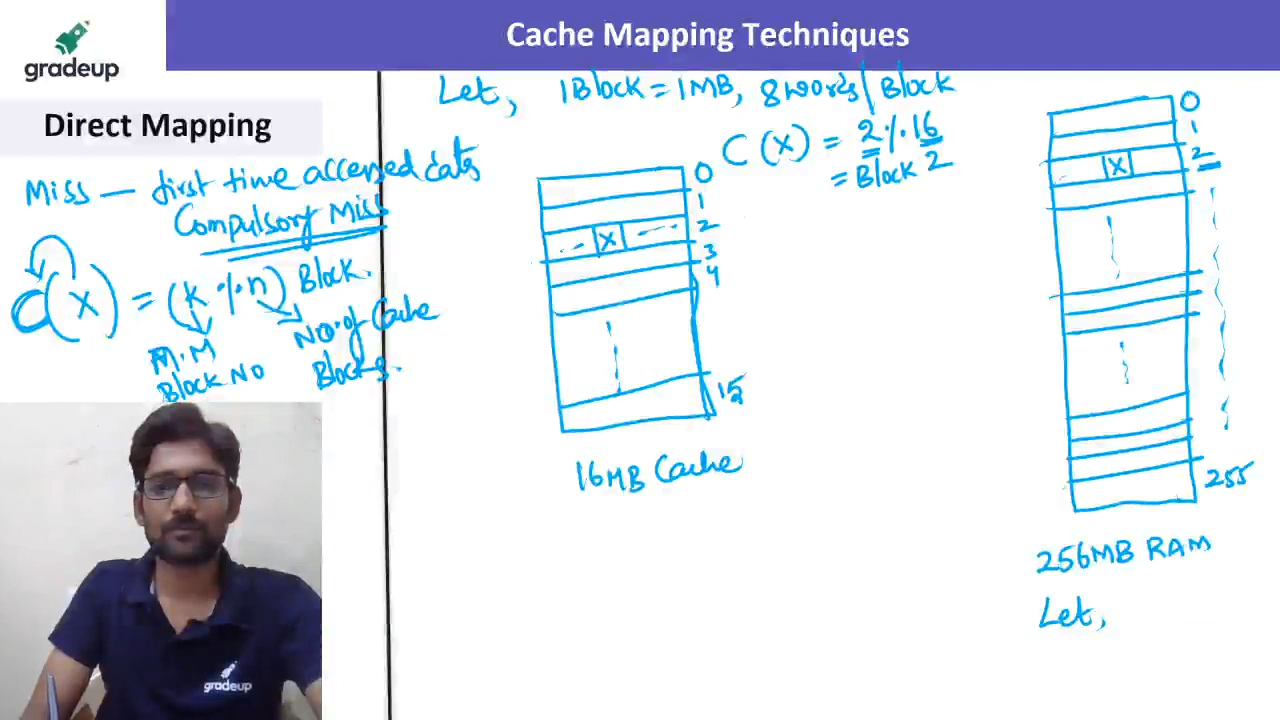 gradeup
Cache Mapping Techniques
Direct Mapping
Let, 1Block = 1MB, 8words/Block
Miss – first time accessed data
Compulsory Miss
C(X) = (k % n) Block.
M.M
Block No
No. of Cache
Blocks.
C(X) = 2 % 16
= Block 2
0
1
2
3
4
15
X
16MB Cache
0
1
2
X
255
256MB RAM
Let,
gradeup